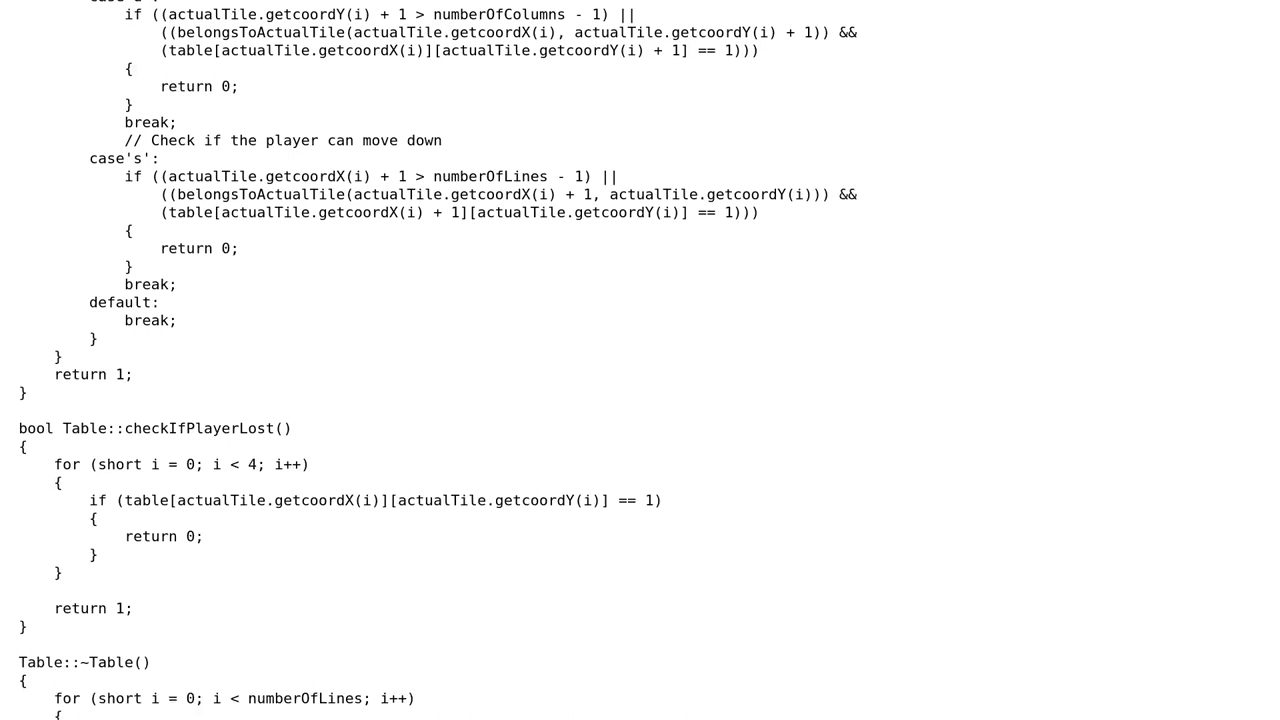 if ((actualTile.getcoordY(i) + 1 > numberOfColumns - 1) ||
((belongsToActualTile(actualTile.getcoordX(i), actualTile.getcoordY(i) + 1)) &&
(table[actualTile.getcoordX(i)][actualTile.getcoordY(i) + 1] == 1)))
{
return 0;
}
break;
// Check if the player can move down
case's':
if ((actualTile.getcoordX(i) + 1 > numberOfLines - 1) ||
((belongsToActualTile(actualTile.getcoordX(i) + 1, actualTile.getcoordY(i))) &&
(table[actualTile.getcoordX(i) + 1][actualTile.getcoordY(i)] == 1)))
{
return 0;
}
break;
default:
break;
}
}
return 1;
}
bool Table::checkIfPlayerLost()
{
for (short i = 0; i < 4; i++)
{
if (table[actualTile.getcoordX(i)][actualTile.getcoordY(i)] == 1)
{
return 0;
}
}
return 1;
}
Table::~Table()
{
for (short i = 0; i < numberOfLines; i++)
{